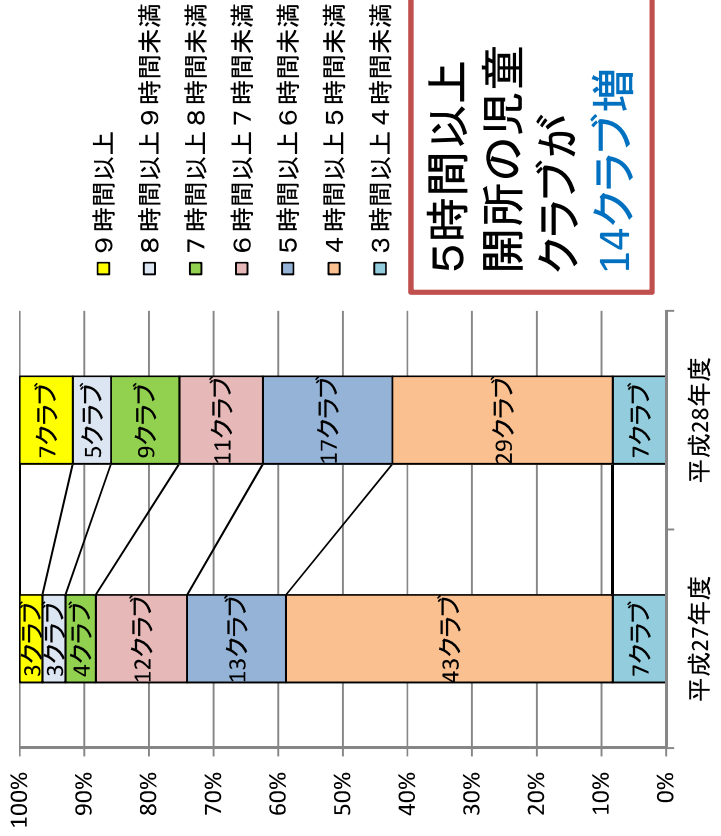 100%
90%
80%
70%
60%
50%
40%
30%
20%
10%
0%
3クラブ
3クラブ
4クラブ
12クラブ
13クラブ
43クラブ
7クラブ
平成27年度
7クラブ
5クラブ
9クラブ
11クラブ
17クラブ
29クラブ
7クラブ
平成28年度
９時間以上
８時間以上９時間未満
７時間以上８時間未満
６時間以上７時間未満
５時間以上６時間未満
４時間以上５時間未満
３時間以上４時間未満
５時間以上
開所の児童
クラブが
14クラブ増